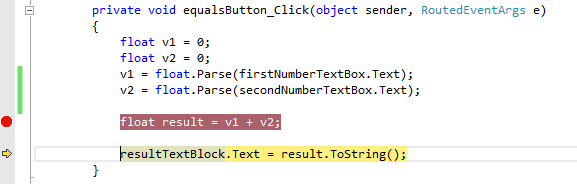 private void equalsButton_Click(object sender, RoutedEventArgs e)
{
float v1 = 0;
float v2 = 0;
v1 = float.Parse(firstNumberTextBox.Text);
v2 = float.Parse(secondNumberTextBox.Text);
float result = v1 + v2;
resultTextBlock.Text = result.ToString();
}